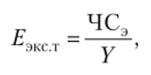 Eэкс.т = ЧСэ / Y,